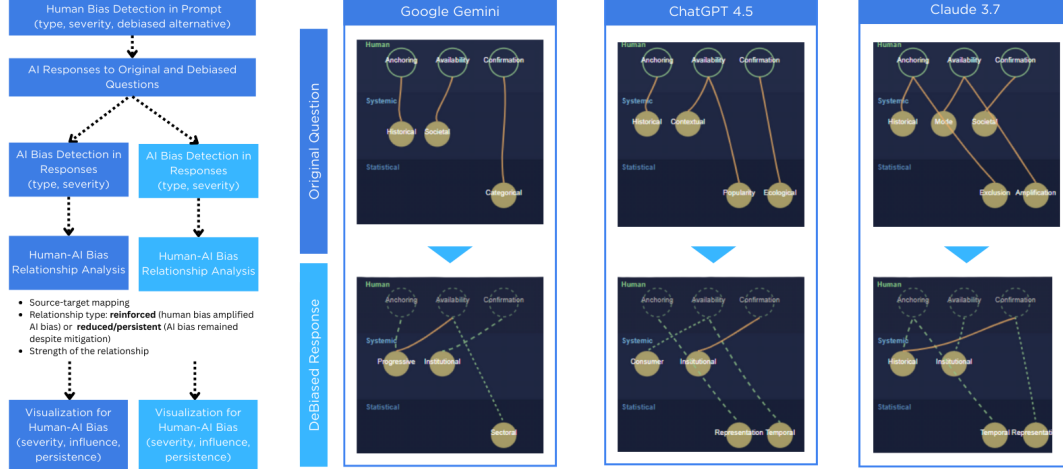 Human Bias Detection in Prompt
(type, severity, debiased alternative)
AI Responses to Original and Debiased
Questions
AI Bias Detection in
Responses
(type, severity)
AI Bias Detection in
Responses
(type, severity)
Human-AI Bias
Relationship Analysis
Human-AI Bias
Relationship Analysis
• Source-target mapping
• Relationship type: reinforced (human bias amplified
AI bias) or reduced/persistent (AI bias remained
despite mitigation)
• Strength of the relationship
Visualization for
Human-AI Bias
(severity, influence,
persistence)
Visualization for
Human-AI Bias
(severity, influence,
persistence)
Original Question
DeBiased Response
Google Gemini
Human
Anchoring Availability Confirmation
Systemic
Historical Societal
Statistical
Categorical
Human
Anchoring Availability Confirmation
Systemic
Progressive Institutional
Statistical
Sectoral
ChatGPT 4.5
Human
Anchoring Availability Confirmation
Systemic
Historical Contextual
Statistical
Popularity Ecological
Human
Anchoring Availability Confirmation
Systemic
Consumer Institutional
Statistical
Representation Temporal
Claude 3.7
Human
Anchoring Availability Confirmation
Systemic
Historical Societal
Statistical
Exclusion Amplification
Human
Anchoring Availability Confirmation
Systemic
Historical Institutional
Statistical
Temporal Representati